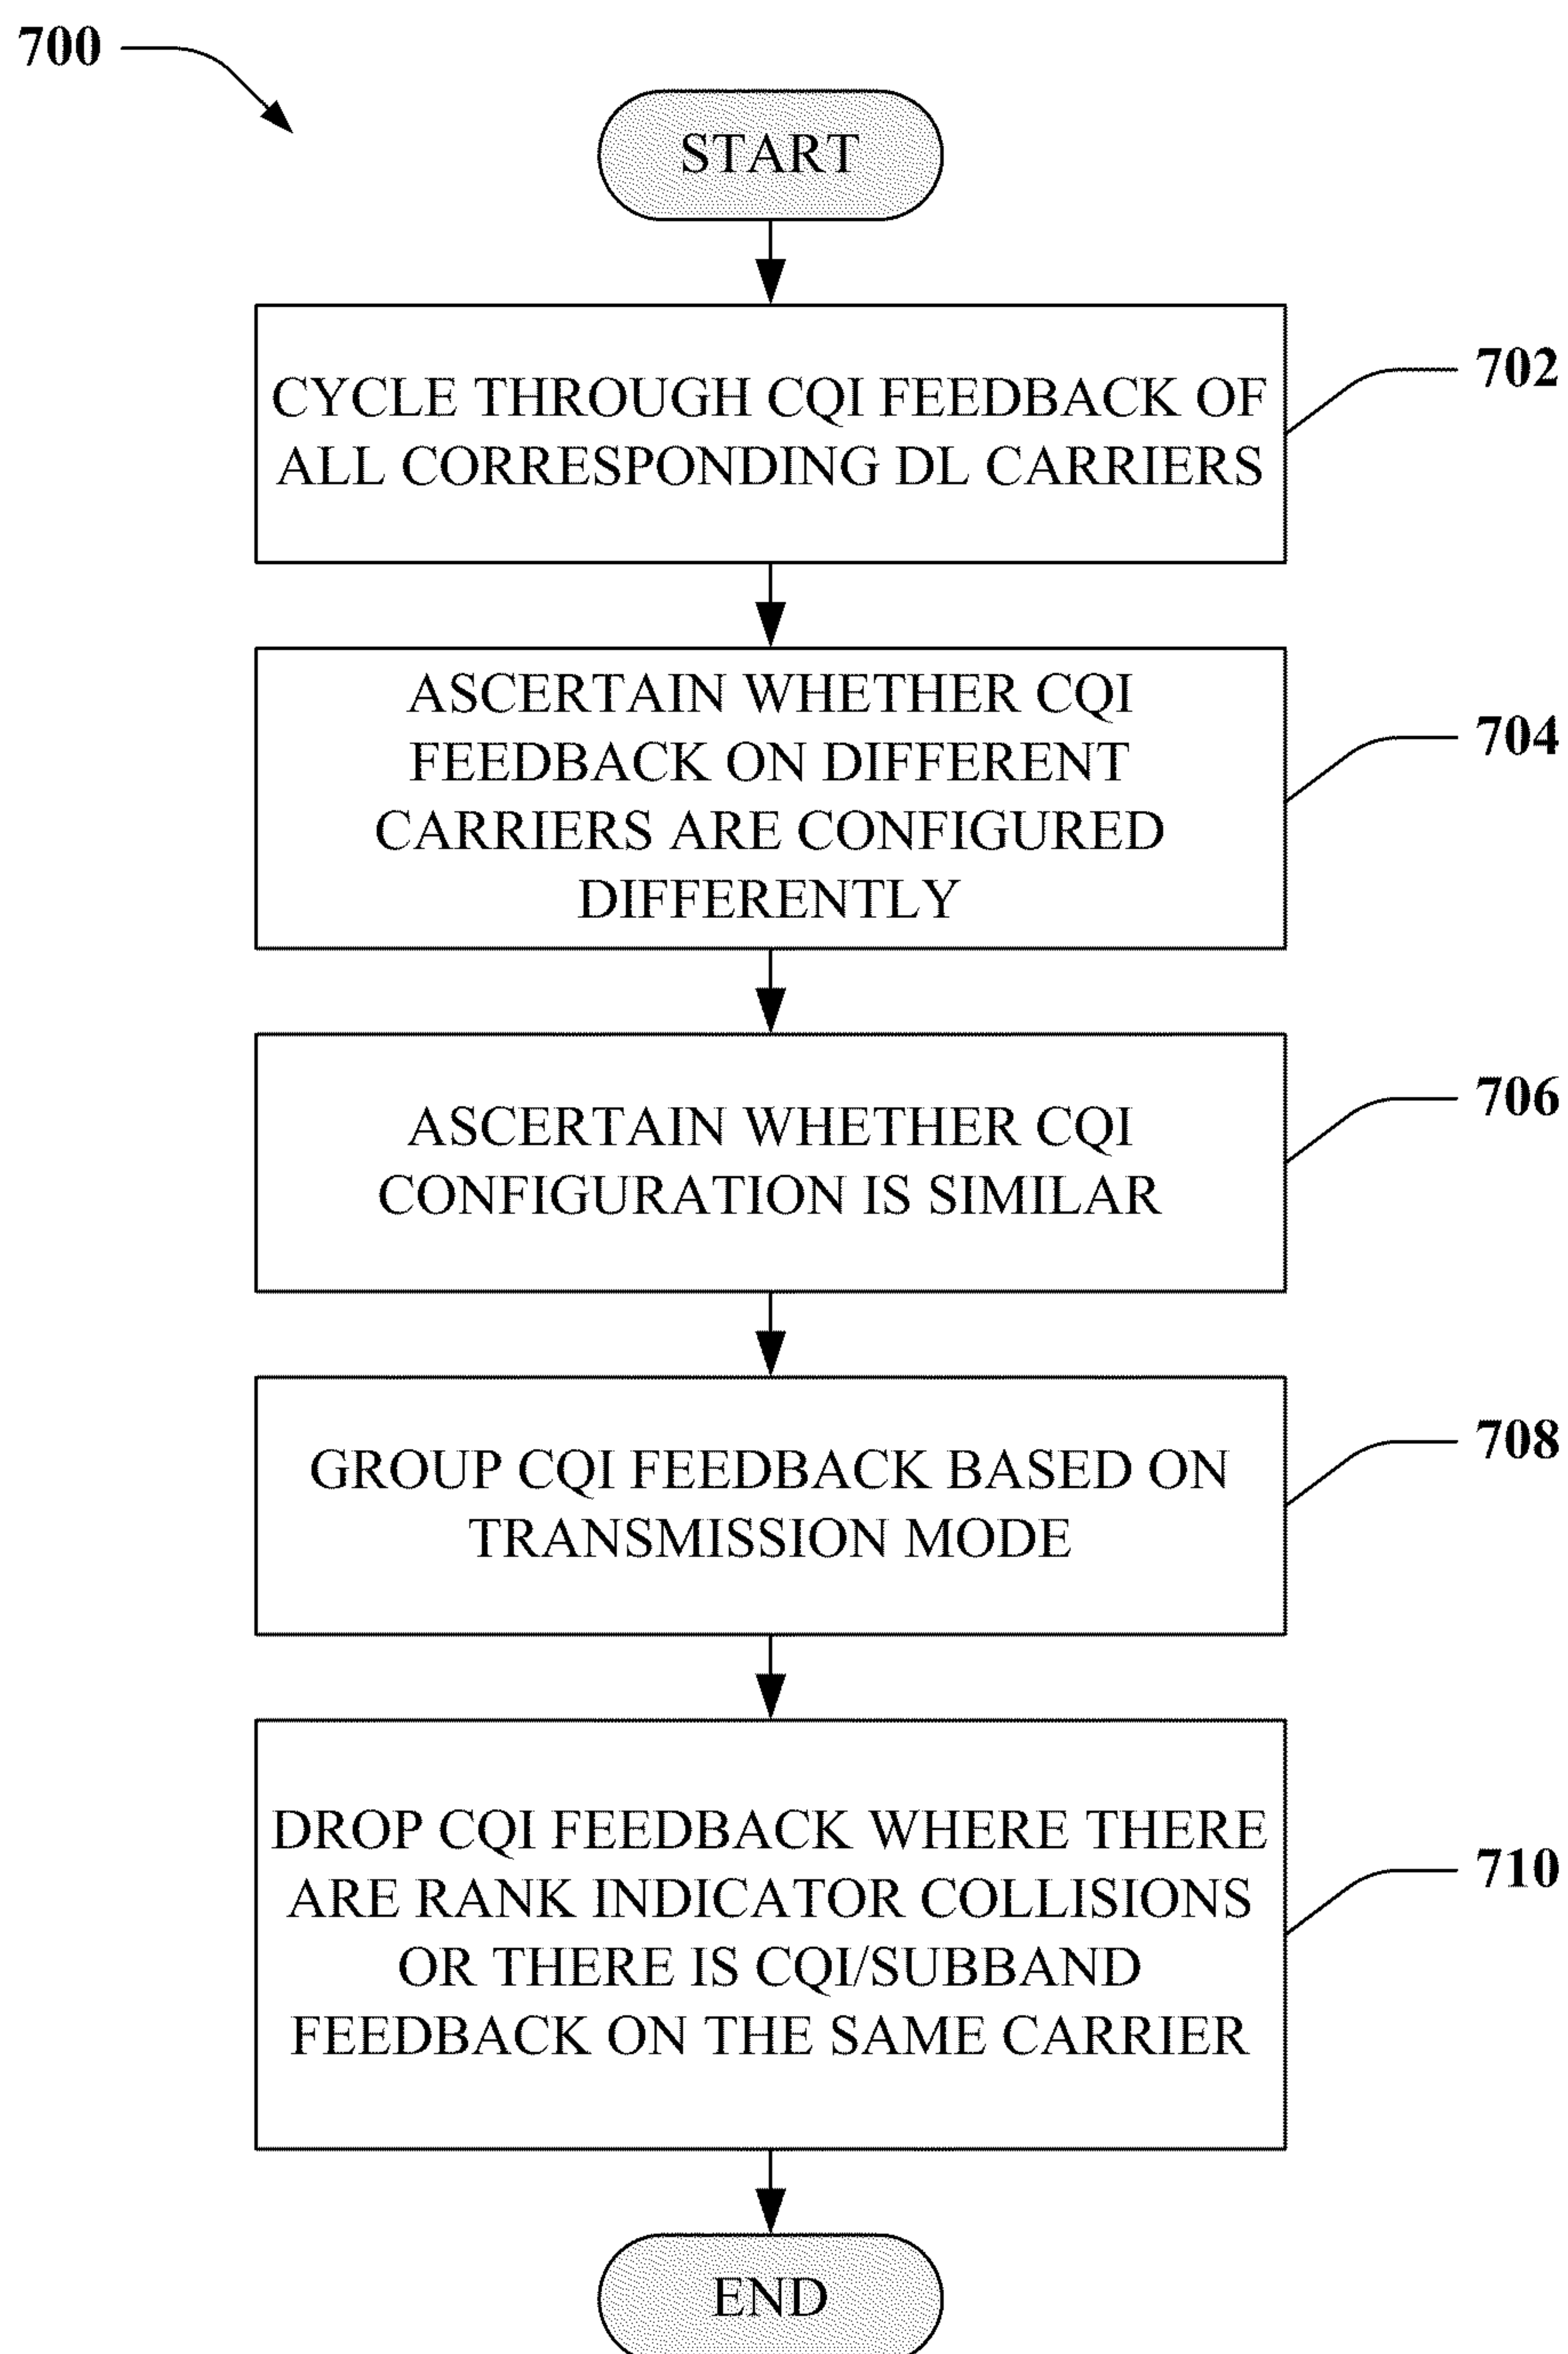 700
START
CYCLE THROUGH CQI FEEDBACK OF
ALL CORRESPONDING DL CARRIERS
702
ASCERTAIN WHETHER CQI
FEEDBACK ON DIFFERENT
CARRIERS ARE CONFIGURED
DIFFERENTLY
704
ASCERTAIN WHETHER CQI
CONFIGURATION IS SIMILAR
706
GROUP CQI FEEDBACK BASED ON
TRANSMISSION MODE
708
DROP CQI FEEDBACK WHERE THERE
ARE RANK INDICATOR COLLISIONS
OR THERE IS CQI/SUBBAND
FEEDBACK ON THE SAME CARRIER
710
END